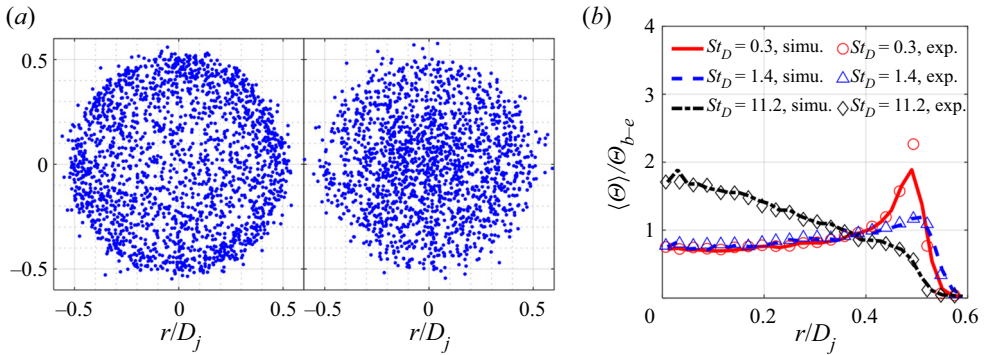 (a)
0.5
0
−0.5
−0.5
0
0.5
−0.5
0
0.5
r/D_j
r/D_j
(b)
4
3
2
1
0
0.2
0.4
0.6
⟨Θ⟩/Θ_{b−e}
r/D_j
St_D = 0.3, simu.
St_D = 0.3, exp.
St_D = 1.4, simu.
St_D = 1.4, exp.
St_D = 11.2, simu.
St_D = 11.2, exp.